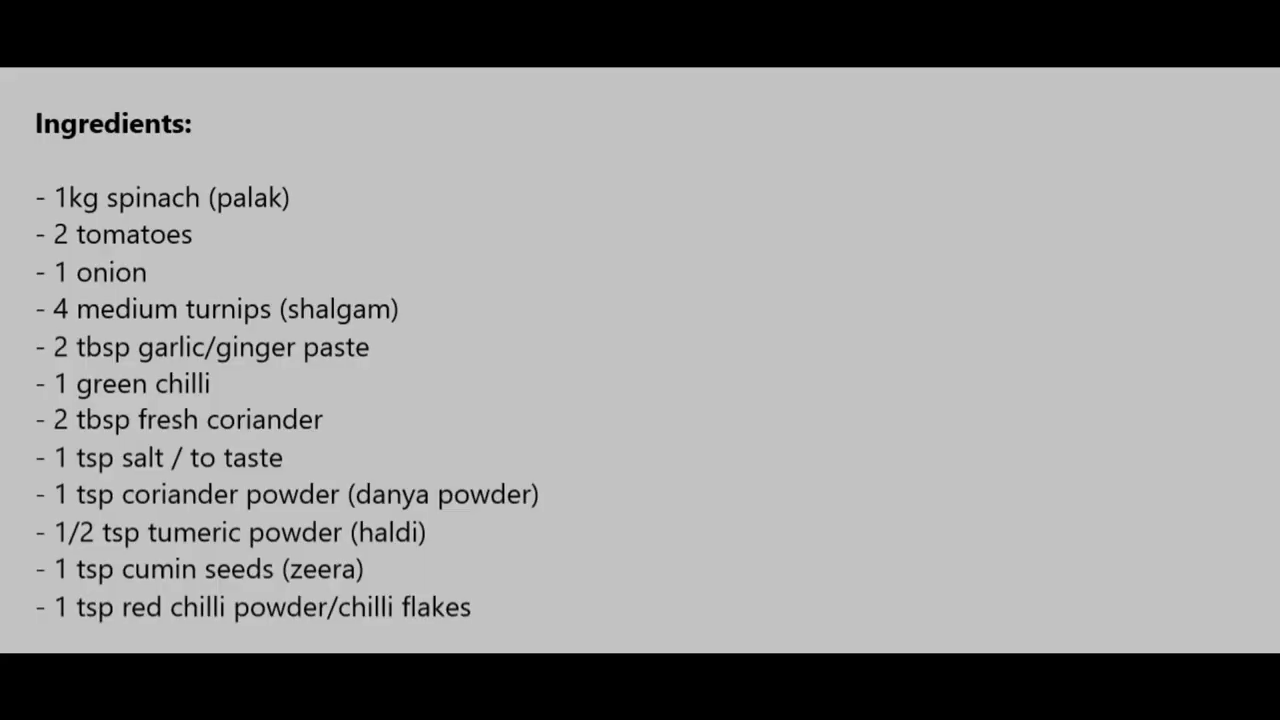 Ingredients:
- 1kg spinach (palak)
- 2 tomatoes
- 1 onion
- 4 medium turnips (shalgam)
- 2 tbsp garlic/ginger paste
- 1 green chilli
- 2 tbsp fresh coriander
- 1 tsp salt / to taste
- 1 tsp coriander powder (danya powder)
- 1/2 tsp tumeric powder (haldi)
- 1 tsp cumin seeds (zeera)
- 1 tsp red chilli powder/chilli flakes